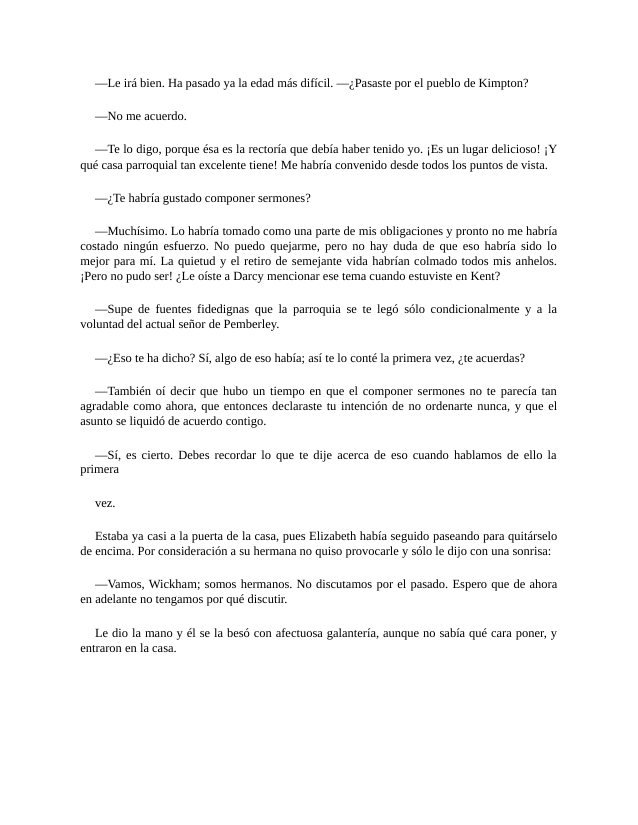 —Le irá bien. Ha pasado ya la edad más difícil. —¿Pasaste por el pueblo de Kimpton?
—No me acuerdo.
—Te lo digo, porque ésa es la rectoría que debía haber tenido yo. ¡Es un lugar delicioso! ¡Y
qué casa parroquial tan excelente tiene! Me habría convenido desde todos los puntos de vista.
—¿Te habría gustado componer sermones?
—Muchísimo. Lo habría tomado como una parte de mis obligaciones y pronto no me habría
costado ningún esfuerzo. No puedo quejarme, pero no hay duda de que eso habría sido lo
mejor para mí. La quietud y el retiro de semejante vida habrían colmado todos mis anhelos.
¡Pero no pudo ser! ¿Le oíste a Darcy mencionar ese tema cuando estuviste en Kent?
—Supe de fuentes fidedignas que la parroquia se te legó sólo condicionalmente y a la
voluntad del actual señor de Pemberley.
—¿Eso te ha dicho? Sí, algo de eso había; así te lo conté la primera vez, ¿te acuerdas?
—También oí decir que hubo un tiempo en que el componer sermones no te parecía tan
agradable como ahora, que entonces declaraste tu intención de no ordenarte nunca, y que el
asunto se liquidó de acuerdo contigo.
—Sí, es cierto. Debes recordar lo que te dije acerca de eso cuando hablamos de ello la
primera
vez.
Estaba ya casi a la puerta de la casa, pues Elizabeth había seguido paseando para quitárselo
de encima. Por consideración a su hermana no quiso provocarle y sólo le dijo con una sonrisa:
—Vamos, Wickham; somos hermanos. No discutamos por el pasado. Espero que de ahora
en adelante no tengamos por qué discutir.
Le dio la mano y él se la besó con afectuosa galantería, aunque no sabía qué cara poner, y
entraron en la casa.